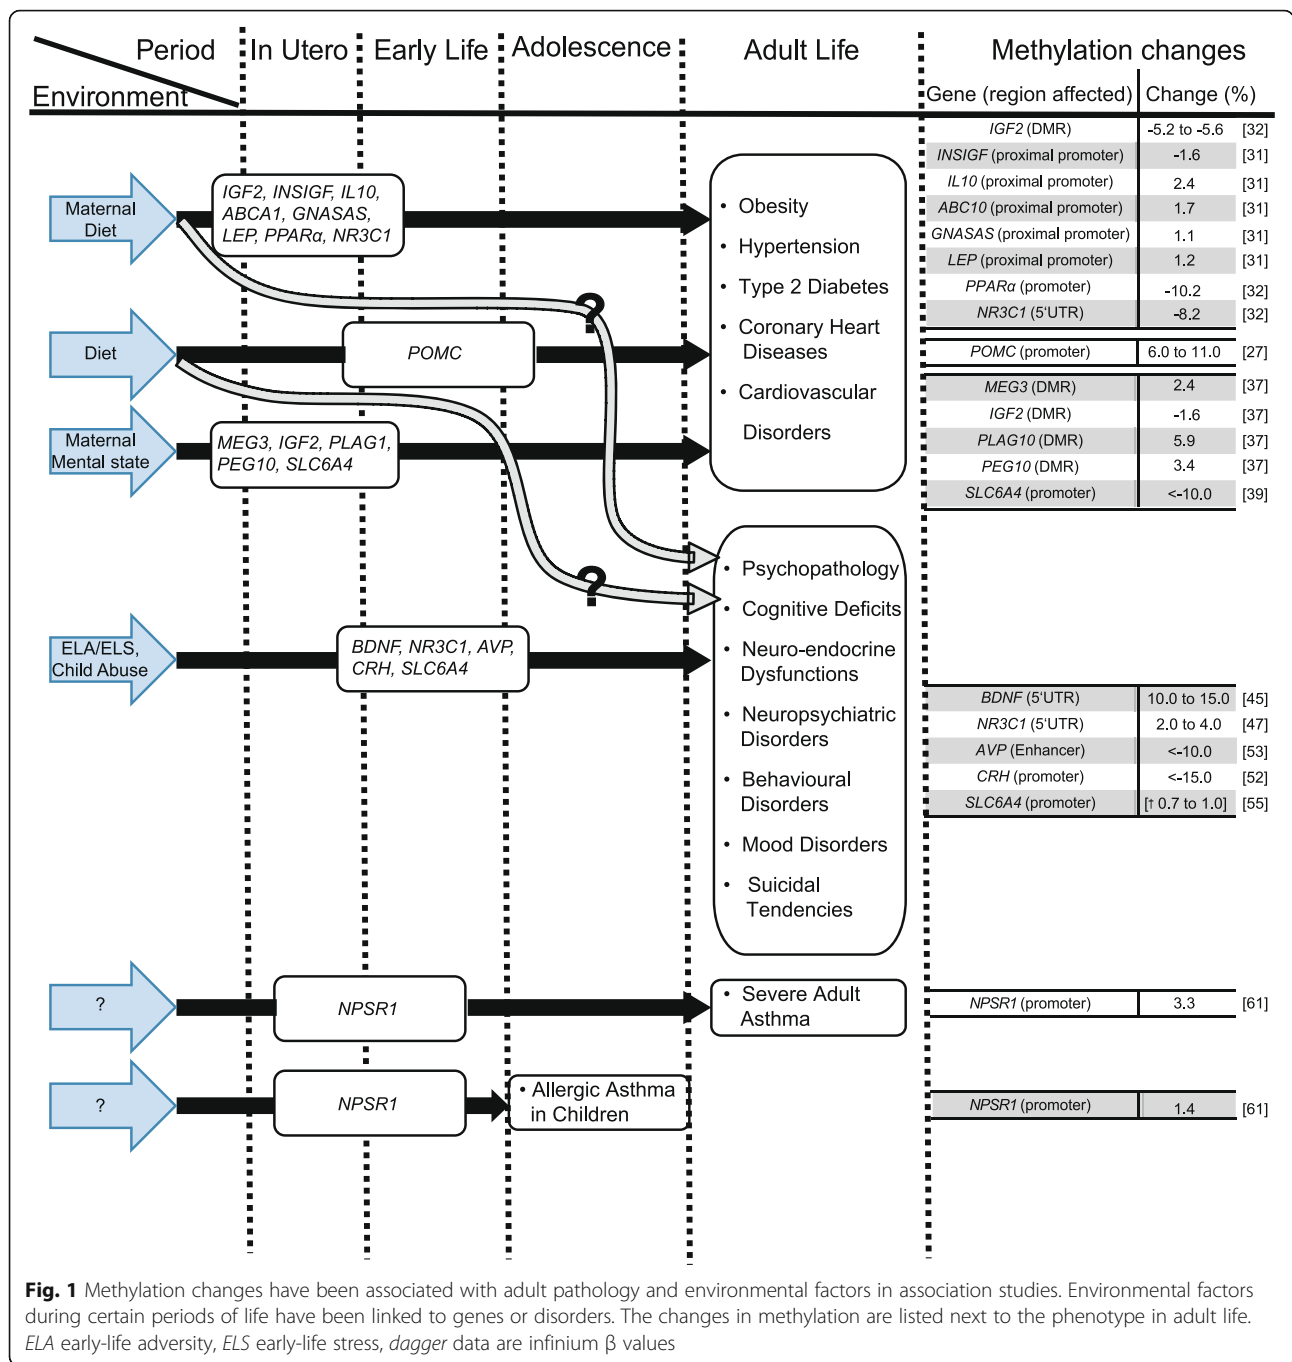 Period
In Utero
Early Life
Adolescence
Adult Life
Methylation changes
Environment
Gene (region affected) Change (%)
IGF2 (DMR) -5.2 to -5.6 [32]
INSIGF (proximal promoter) -1.6 [31]
IL10 (proximal promoter) 2.4 [31]
ABC10 (proximal promoter) 1.7 [31]
GNASAS (proximal promoter) 1.1 [31]
LEP (proximal promoter) 1.2 [31]
PPARα (promoter) -10.2 [32]
NR3C1 (5'UTR) -8.2 [32]
Maternal
Diet
IGF2, INSIGF, IL10,
ABCA1, GNASAS,
LEP, PPARα, NR3C1
• Obesity
• Hypertension
• Type 2 Diabetes
• Coronary Heart
Diseases
• Cardiovascular
Disorders
?
Diet
POMC
POMC (promoter) 6.0 to 11.0 [27]
Maternal
Mental state
MEG3, IGF2, PLAG1,
PEG10, SLC6A4
MEG3 (DMR) 2.4 [37]
IGF2 (DMR) -1.6 [37]
PLAG10 (DMR) 5.9 [37]
PEG10 (DMR) 3.4 [37]
SLC6A4 (promoter) <-10.0 [39]
?
ELA/ELS,
Child Abuse
BDNF, NR3C1, AVP,
CRH, SLC6A4
• Psychopathology
• Cognitive Deficits
• Neuro-endocrine
Dysfunctions
• Neuropsychiatric
Disorders
• Behavioural
Disorders
• Mood Disorders
• Suicidal
Tendencies
BDNF (5'UTR) 10.0 to 15.0 [45]
NR3C1 (5'UTR) 2.0 to 4.0 [47]
AVP (Enhancer) <-10.0 [53]
CRH (promoter) <-15.0 [52]
SLC6A4 (promoter) [† 0.7 to 1.0] [55]
?
NPSR1
• Severe Adult
Asthma
NPSR1 (promoter) 3.3 [61]
?
NPSR1
• Allergic Asthma
in Children
NPSR1 (promoter) 1.4 [61]
Fig. 1 Methylation changes have been associated with adult pathology and environmental factors in association studies. Environmental factors
during certain periods of life have been linked to genes or disorders. The changes in methylation are listed next to the phenotype in adult life.
ELA early-life adversity, ELS early-life stress, dagger data are infinium β values